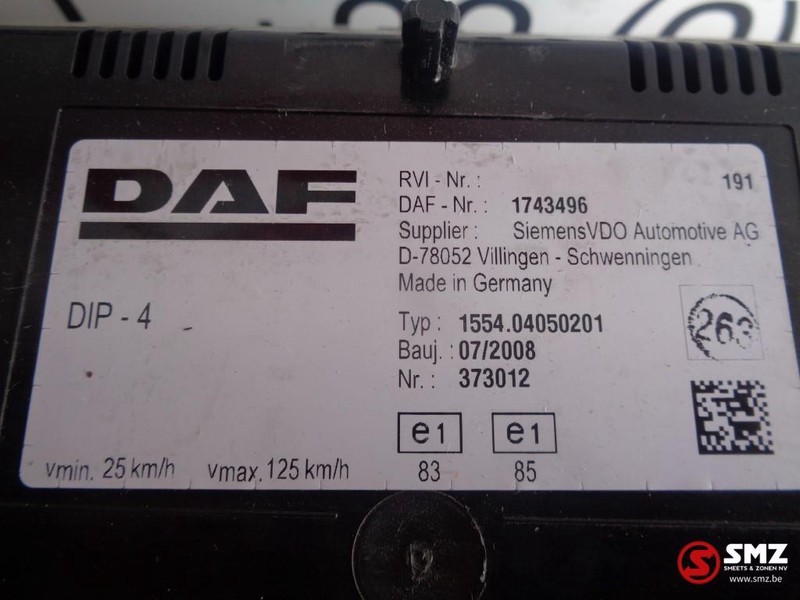 DAF
RVI - Nr. : 191
DAF - Nr. : 1743496
Supplier : SiemensVDO Automotive AG
D-78052 Villingen - Schwenningen
Made in Germany
DIP - 4
Typ : 1554.04050201
Bauj. : 07/2008
Nr. : 373012
263
e1 e1
83 85
vmin. 25 km/h vmax. 125 km/h
SMZ
SMEETS & ZONEN NV
www.smz.be